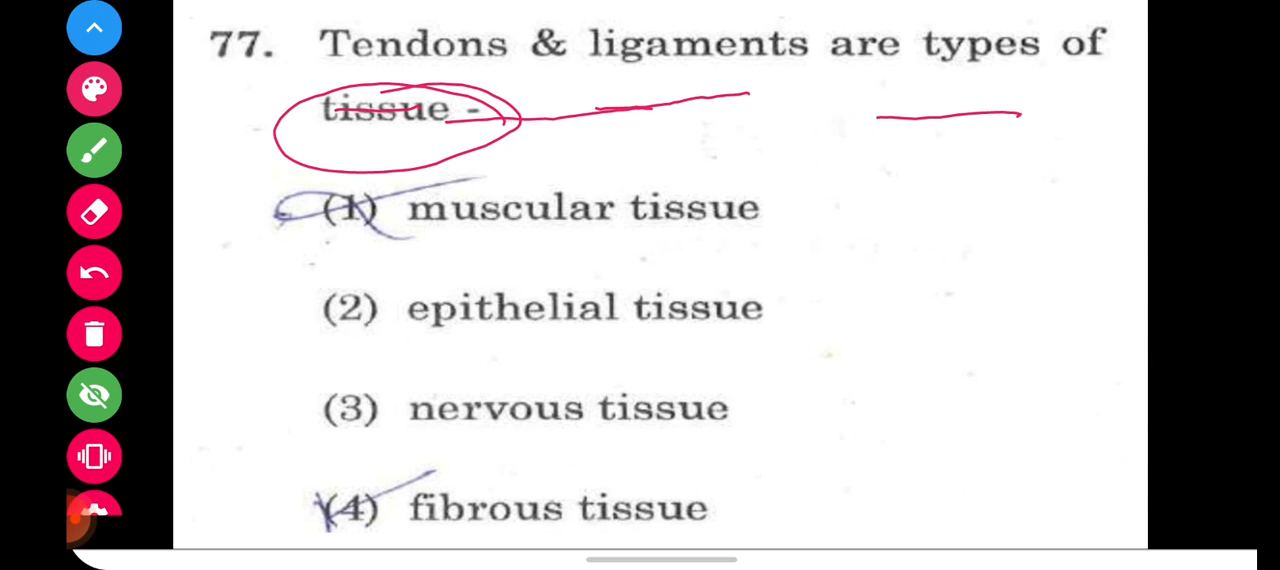 77. Tendons & ligaments are types of
tissue -
(1) muscular tissue
(2) epithelial tissue
(3) nervous tissue
(4) fibrous tissue